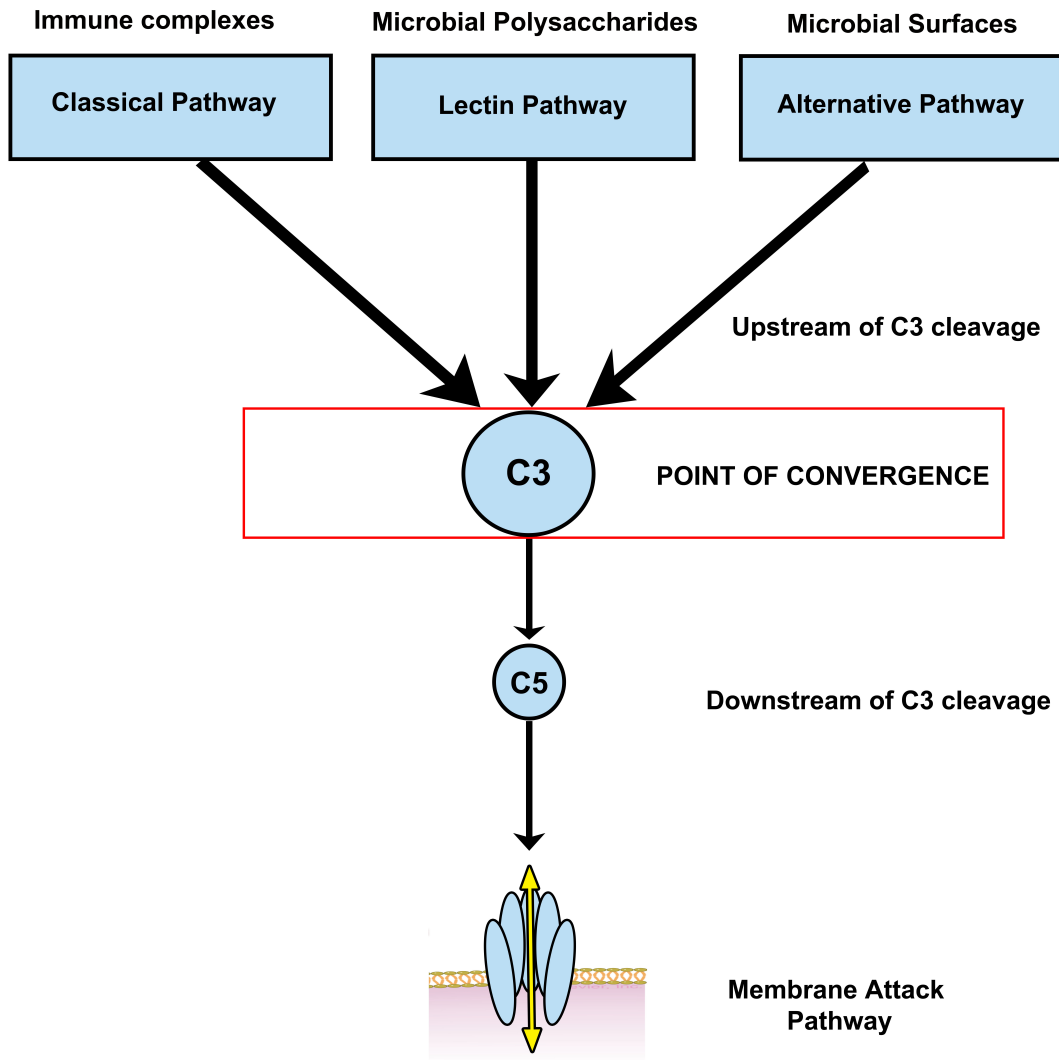 Immune complexes
Microbial Polysaccharides
Microbial Surfaces
Classical Pathway
Lectin Pathway
Alternative Pathway
Upstream of C3 cleavage
C3
POINT OF CONVERGENCE
C5
Downstream of C3 cleavage
Membrane Attack
Pathway